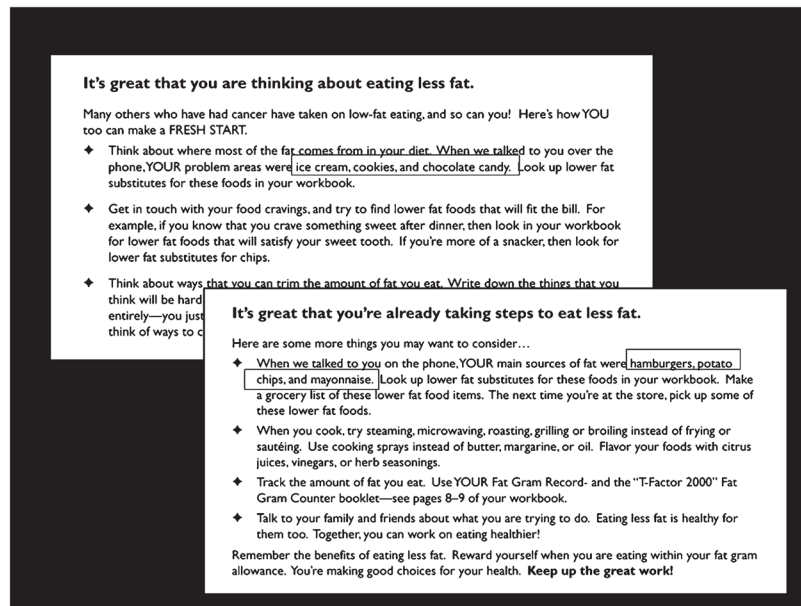 It's great that you are thinking about eating less fat.
Many others who have had cancer have taken on low-fat eating, and so can you!  Here's how YOU
too can make a FRESH START.
✦ Think about where most of the fat comes from in your diet.  When we talked to you over the
phone, YOUR problem areas were ice cream, cookies, and chocolate candy.  Look up lower fat
substitutes for these foods in your workbook.
✦ Get in touch with your food cravings, and try to find lower fat foods that will fit the bill.  For
example, if you know that you crave something sweet after dinner, then look in your workbook
for lower fat foods that will satisfy your sweet tooth.  If you're more of a snacker, then look for
lower fat substitutes for chips.
✦ Think about ways that you can trim the amount of fat you eat.  Write down the things that you
think will be hard
entirely—you just
think of ways to c
It's great that you're already taking steps to eat less fat.
Here are some more things you may want to consider…
✦ When we talked to you on the phone, YOUR main sources of fat were hamburgers, potato
chips, and mayonnaise.  Look up lower fat substitutes for these foods in your workbook.  Make
a grocery list of these lower fat food items.  The next time you're at the store, pick up some of
these lower fat foods.
✦ When you cook, try steaming, microwaving, roasting, grilling or broiling instead of frying or
sautéing.  Use cooking sprays instead of butter, margarine, or oil.  Flavor your foods with citrus
juices, vinegars, or herb seasonings.
✦ Track the amount of fat you eat.  Use YOUR Fat Gram Record- and the "T-Factor 2000" Fat
Gram Counter booklet—see pages 8–9 of your workbook.
✦ Talk to your family and friends about what you are trying to do.  Eating less fat is healthy for
them too.  Together, you can work on eating healthier!
Remember the benefits of eating less fat.  Reward yourself when you are eating within your fat gram
allowance.  You're making good choices for your health.  Keep up the great work!